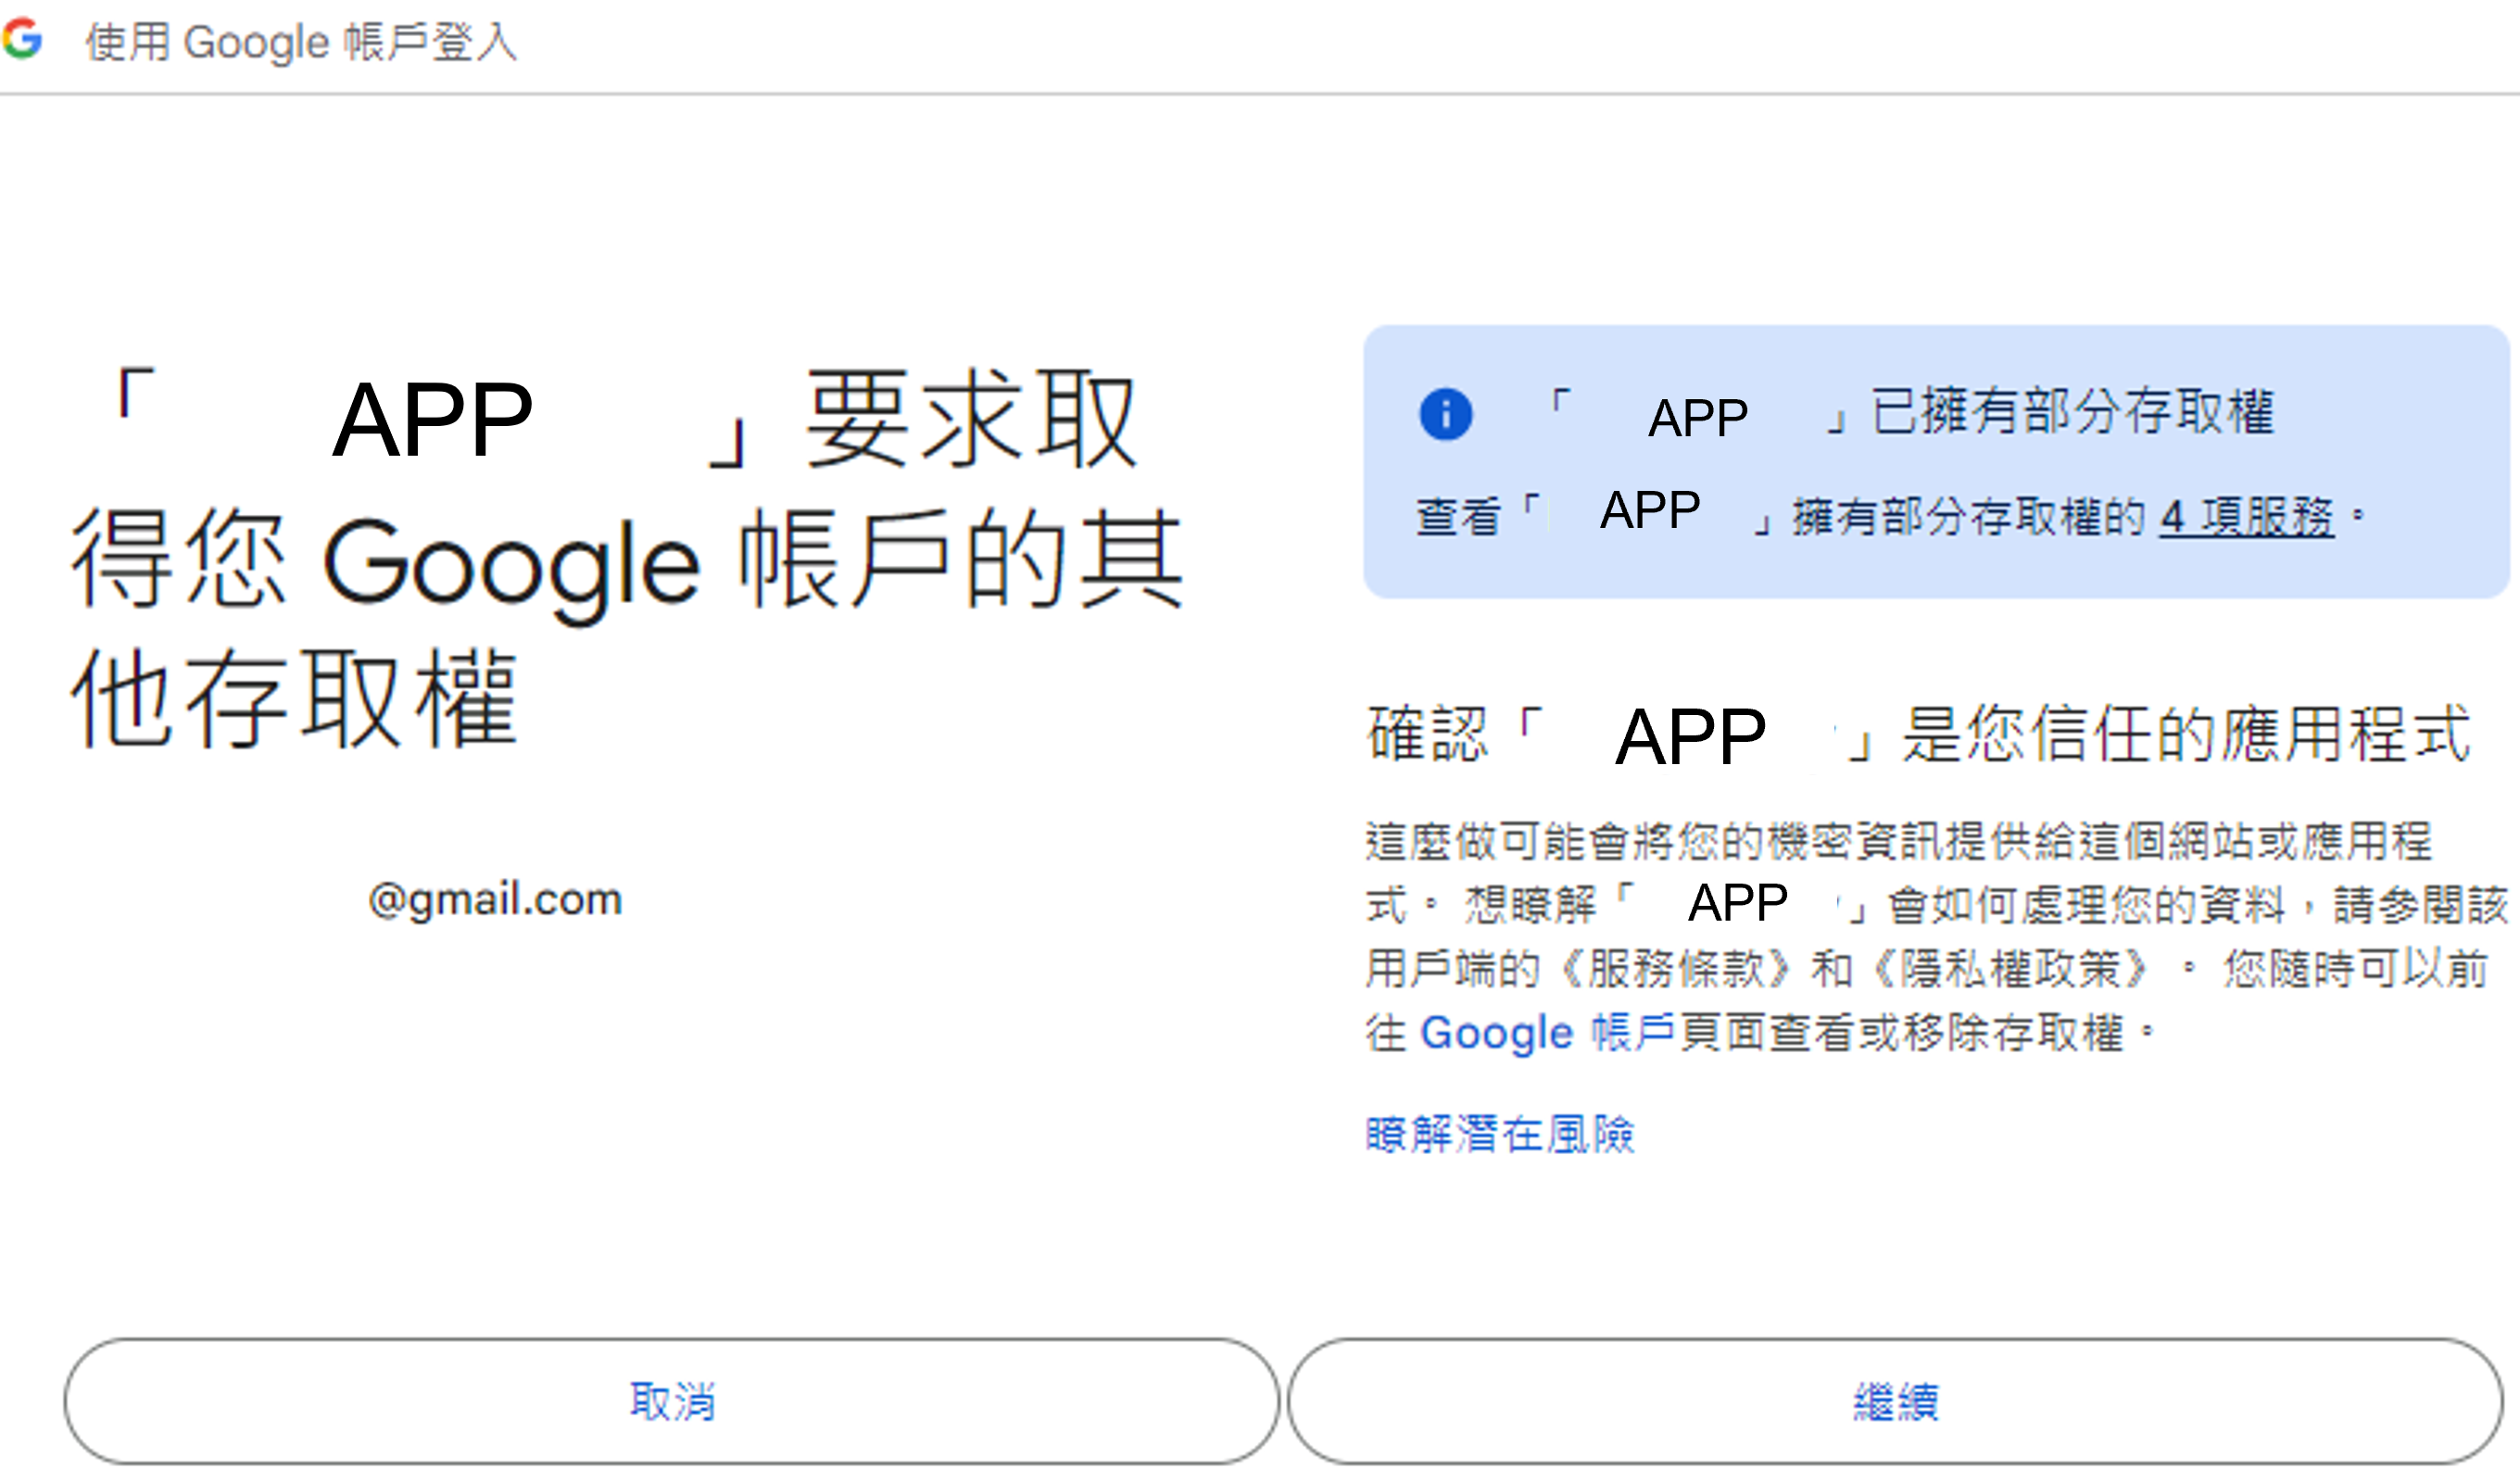 使用 Google 帳戶登入
「APP」要求取
得您 Google 帳戶的其
他存取權
@gmail.com
「APP」已擁有部分存取權
查看「APP」擁有部分存取權的 4 項服務。
確認「APP」是您信任的應用程式
這麼做可能會將您的機密資訊提供給這個網站或應用程
式。 想瞭解「APP」會如何處理您的資料，請參閱該
用戶端的《服務條款》和《隱私權政策》。 您隨時可以前
往 Google 帳戶頁面查看或移除存取權。
瞭解潛在風險
取消
繼續